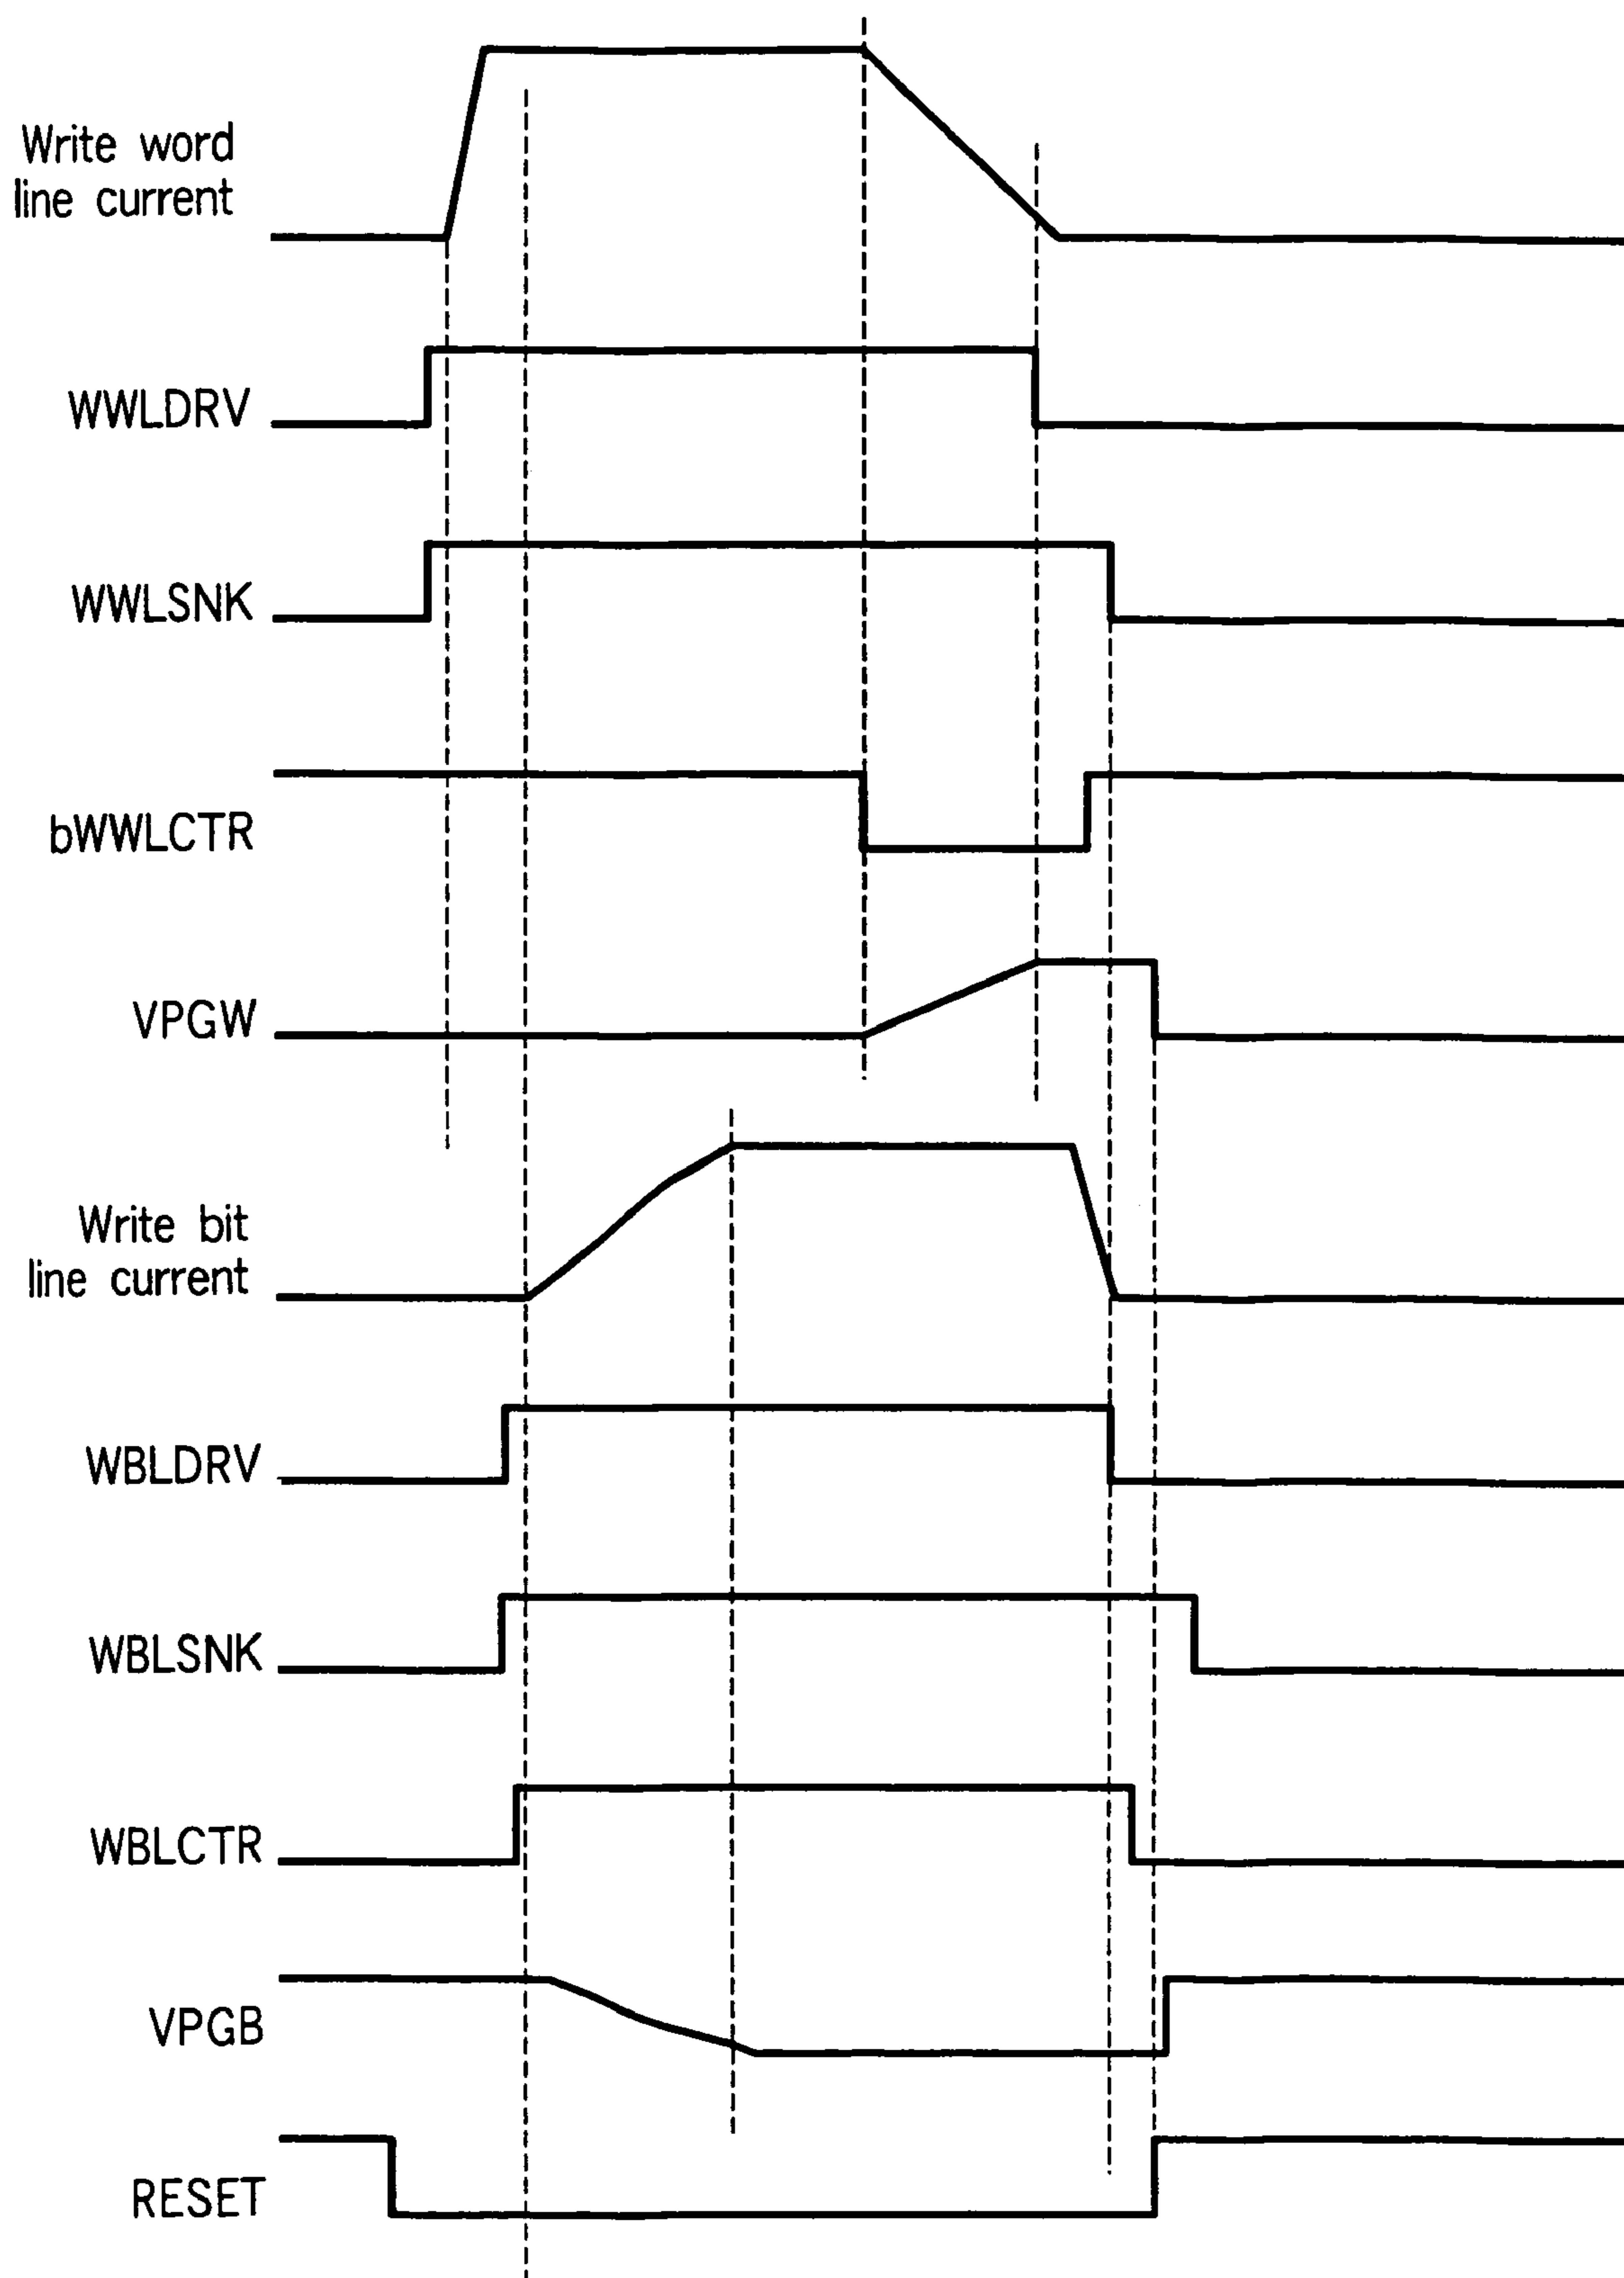 Write word
line current
WWLDRV
WWLSNK
bWWLCTR
VPGW
Write bit
line current
WBLDRV
WBLSNK
WBLCTR
VPGB
RESET